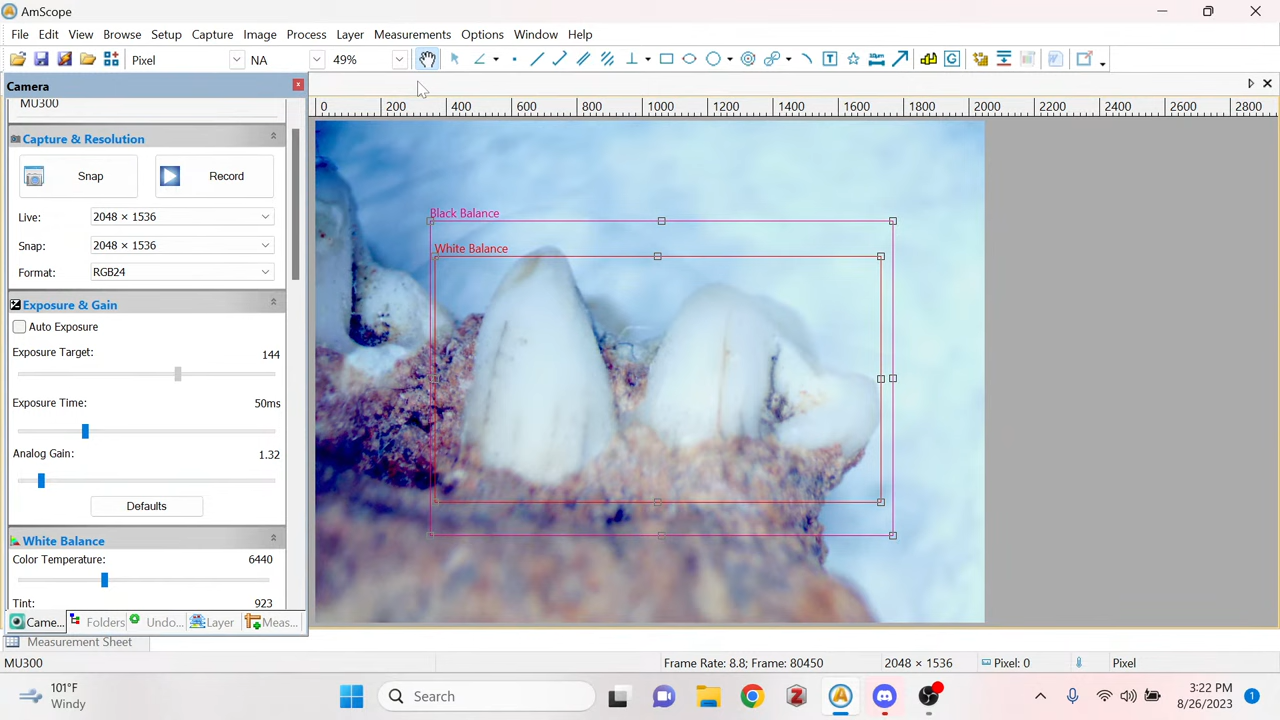 AmScope
File Edit View Browse Setup Capture Image Process Layer Measurements Options Window Help
Pixel NA 49%
Camera
MU300
0 200 400 600 800 1000 1200 1400 1600 1800 2000 2200 2400 2600 2800
Capture & Resolution
Snap Record
Live: 2048 × 1536
Snap: 2048 × 1536
Format: RGB24
Black Balance
White Balance
Exposure & Gain
Auto Exposure
Exposure Target: 144
Exposure Time: 50ms
Analog Gain: 1.32
Defaults
White Balance
Color Temperature: 6440
Tint: 923
Came... Folders Undo... Layer Meas...
Measurement Sheet
MU300 Frame Rate: 8.8; Frame: 80450 2048 × 1536 Pixel: 0 Pixel
101°F
Windy
Search
3:22 PM
8/26/2023
1